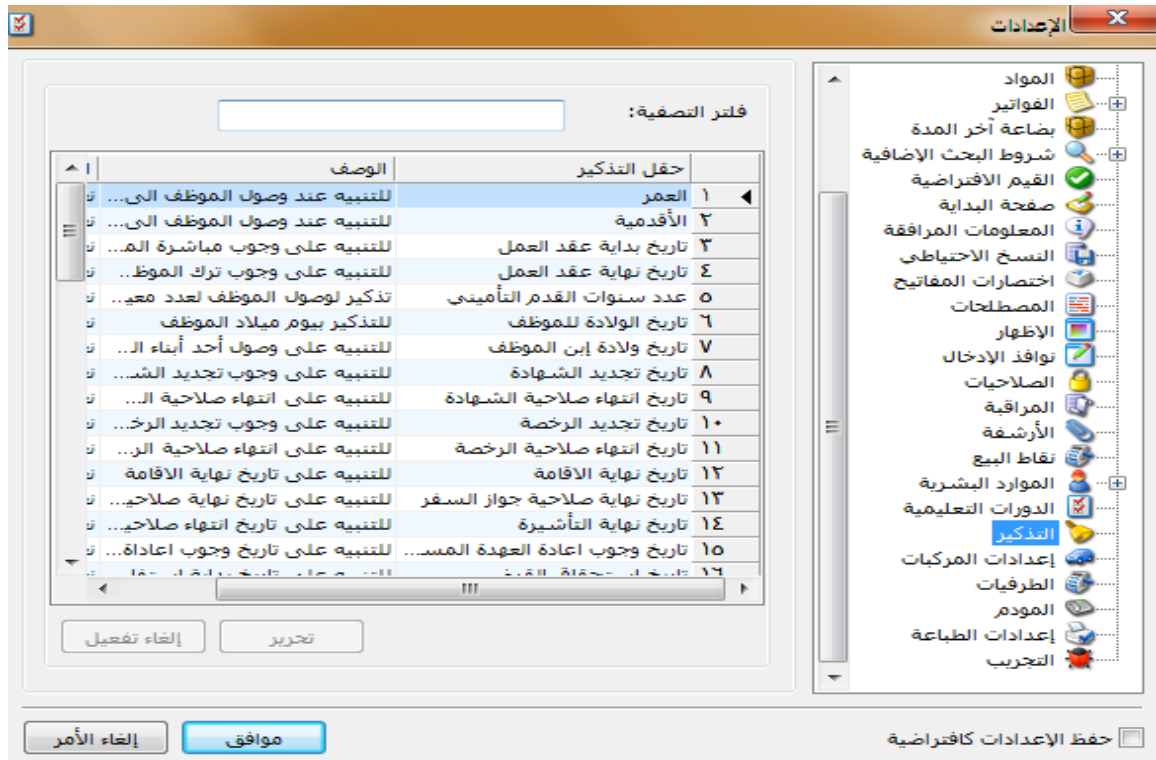 الإعدادات
المواد
الفواتير
بضاعة آخر المدة
شروط البحث الإضافية
القيم الافتراضية
صفحة البداية
المعلومات المرافقة
النسخ الاحتياطي
اختصارات المفاتيح
المصطلحات
الإظهار
نوافذ الإدخال
الصلاحيات
المراقبة
الأرشفة
نقاط البيع
الموارد البشرية
الدورات التعليمية
التذكير
إعدادات المركبات
الطرفيات
المودم
إعدادات الطباعة
التجريب
فلتر التصفية:
حقل التذكير الوصف
١ العمر للتنبيه عند وصول الموظف الى...
٢ الأقدمية للتنبيه عند وصول الموظف الى...
٣ تاريخ بداية عقد العمل للتنبيه على وجوب مباشرة الم...
٤ تاريخ نهاية عقد العمل للتنبيه على وجوب ترك الموظ...
٥ عدد سنوات القدم التأميني تذكير لوصول الموظف لعدد معي...
٦ تاريخ الولادة للموظف للتذكير بيوم ميلاد الموظف
٧ تاريخ ولادة إبن الموظف للتنبيه على وصول أحد أبناء ال...
٨ تاريخ تجديد الشهادة للتنبيه على وجوب تجديد الشـ...
٩ تاريخ انتهاء صلاحية الشهادة للتنبيه على انتهاء صلاحية ال...
١٠ تاريخ تجديد الرخصة للتنبيه على وجوب تجديد الرخ...
١١ تاريخ انتهاء صلاحية الرخصة للتنبيه على انتهاء صلاحية الر...
١٢ تاريخ نهاية الاقامة للتنبيه على تاريخ نهاية الاقامة
١٣ تاريخ نهاية صلاحية جواز السفر للتنبيه على تاريخ نهاية صلاحيـ...
١٤ تاريخ نهاية التأشيرة للتنبيه على تاريخ انتهاء صلاحيـ...
١٥ تاريخ وجوب اعادة العهدة المسـ... للتنبيه على تاريخ وجوب اعاداة...
تحرير
إلغاء تفعيل
حفظ الإعدادات كافتراضية
موافق
إلغاء الأمر